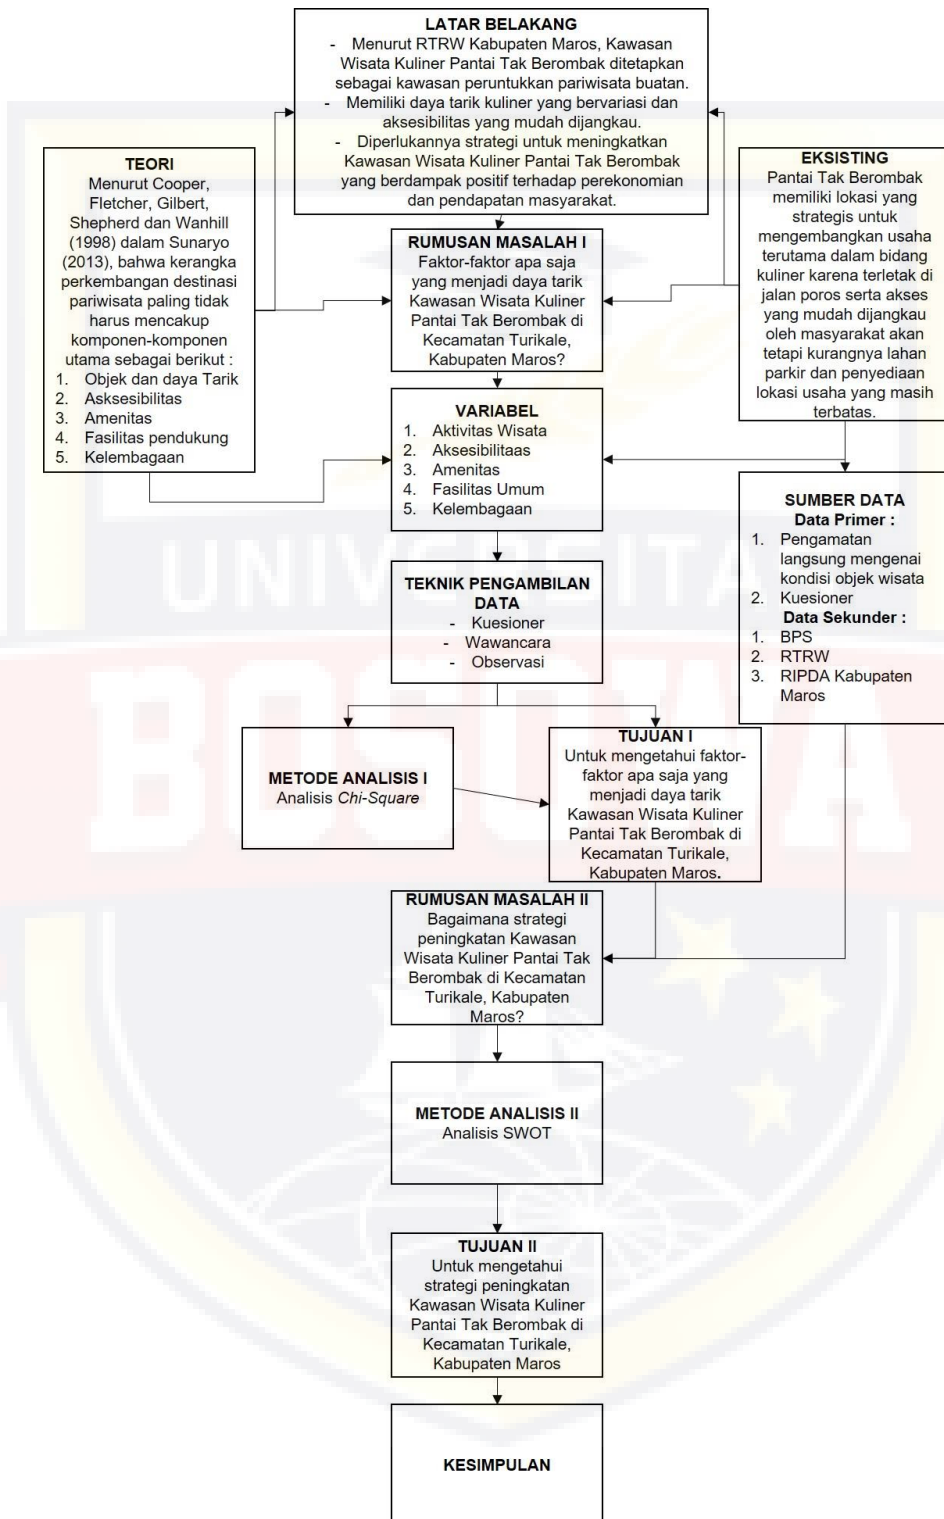 LATAR BELAKANG
- Menurut RTRW Kabupaten Maros, Kawasan
Wisata Kuliner Pantai Tak Berombak ditetapkan
sebagai kawasan peruntukkan pariwisata buatan.
- Memiliki daya tarik kuliner yang bervariasi dan
aksesibilitas yang mudah dijangkau.
- Diperlukannya strategi untuk meningkatkan
Kawasan Wisata Kuliner Pantai Tak Berombak
yang berdampak positif terhadap perekonomian
dan pendapatan masyarakat.
TEORI
Menurut Cooper,
Fletcher, Gilbert,
Shepherd dan Wanhill
(1998) dalam Sunaryo
(2013), bahwa kerangka
perkembangan destinasi
pariwisata paling tidak
harus mencakup
komponen-komponen
utama sebagai berikut :
1. Objek dan daya Tarik
2. Asksesibilitas
3. Amenitas
4. Fasilitas pendukung
5. Kelembagaan
EKSISTING
Pantai Tak Berombak
memiliki lokasi yang
strategis untuk
mengembangkan usaha
terutama dalam bidang
kuliner karena terletak di
jalan poros serta akses
yang mudah dijangkau
oleh masyarakat akan
tetapi kurangnya lahan
parkir dan penyediaan
lokasi usaha yang masih
terbatas.
RUMUSAN MASALAH I
Faktor-faktor apa saja
yang menjadi daya tarik
Kawasan Wisata Kuliner
Pantai Tak Berombak di
Kecamatan Turikale,
Kabupaten Maros?
VARIABEL
1. Aktivitas Wisata
2. Aksesibilitaas
3. Amenitas
4. Fasilitas Umum
5. Kelembagaan
SUMBER DATA
Data Primer :
1. Pengamatan
langsung mengenai
kondisi objek wisata
2. Kuesioner
Data Sekunder :
1. BPS
2. RTRW
3. RIPDA Kabupaten
Maros
TEKNIK PENGAMBILAN
DATA
- Kuesioner
- Wawancara
- Observasi
METODE ANALISIS I
Analisis Chi-Square
TUJUAN I
Untuk mengetahui faktor-
faktor apa saja yang
menjadi daya tarik
Kawasan Wisata Kuliner
Pantai Tak Berombak di
Kecamatan Turikale,
Kabupaten Maros.
RUMUSAN MASALAH II
Bagaimana strategi
peningkatan Kawasan
Wisata Kuliner Pantai Tak
Berombak di Kecamatan
Turikale, Kabupaten
Maros?
METODE ANALISIS II
Analisis SWOT
TUJUAN II
Untuk mengetahui
strategi peningkatan
Kawasan Wisata Kuliner
Pantai Tak Berombak di
Kecamatan Turikale,
Kabupaten Maros
KESIMPULAN
UNIVERSITA
BOSOWA